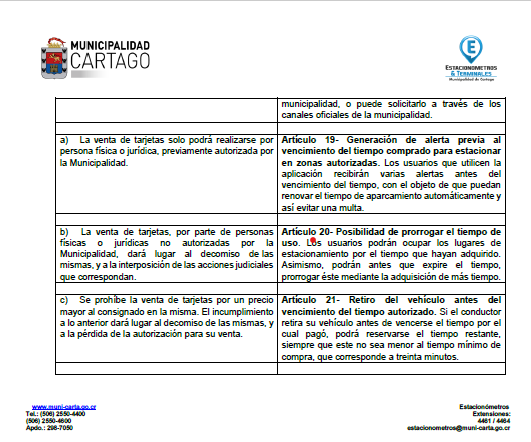 MUNICIPALIDAD
CARTAGO
ESTACIONÓMETROS
& TERMINALES
Municipalidad de Cartago
municipalidad, o puede solicitarlo a través de los
canales oficiales de la municipalidad.
a) La venta de tarjetas solo podrá realizarse por
persona física o jurídica, previamente autorizada por
la Municipalidad.
Artículo 19- Generación de alerta previa al
vencimiento del tiempo comprado para estacionar
en zonas autorizadas. Los usuarios que utilicen la
aplicación recibirán varias alertas antes del
vencimiento del tiempo, con el objeto de que puedan
renovar el tiempo de aparcamiento automáticamente y
así evitar una multa.
b) La venta de tarjetas, por parte de personas
físicas o jurídicas no autorizadas por la
Municipalidad, dará lugar al decomiso de las
mismas, y a la interposición de las acciones judiciales
que correspondan.
Artículo 20- Posibilidad de prorrogar el tiempo de
uso. Los usuarios podrán ocupar los lugares de
estacionamiento por el tiempo que hayan adquirido.
Asimismo, podrán antes que expire el tiempo,
prorrogar éste mediante la adquisición de más tiempo.
c) Se prohíbe la venta de tarjetas por un precio
mayor al consignado en la misma. El incumplimiento
a lo anterior dará lugar al decomiso de las mismas, y
a la pérdida de la autorización para su venta.
Artículo 21- Retiro del vehículo antes del
vencimiento del tiempo autorizado. Si el conductor
retira su vehículo antes de vencerse el tiempo por el
cual pagó, podrá reservarse el tiempo restante,
siempre que este no sea menor al tiempo mínimo de
compra, que corresponde a treinta minutos.
www.muni-carta.go.cr
Tel.: (506) 2550-4400
(506) 2550-4600
Apdo.: 298-7050
Estacionómetros
Extensiones:
4461 / 4464
estacionometros@muni-carta.go.cr